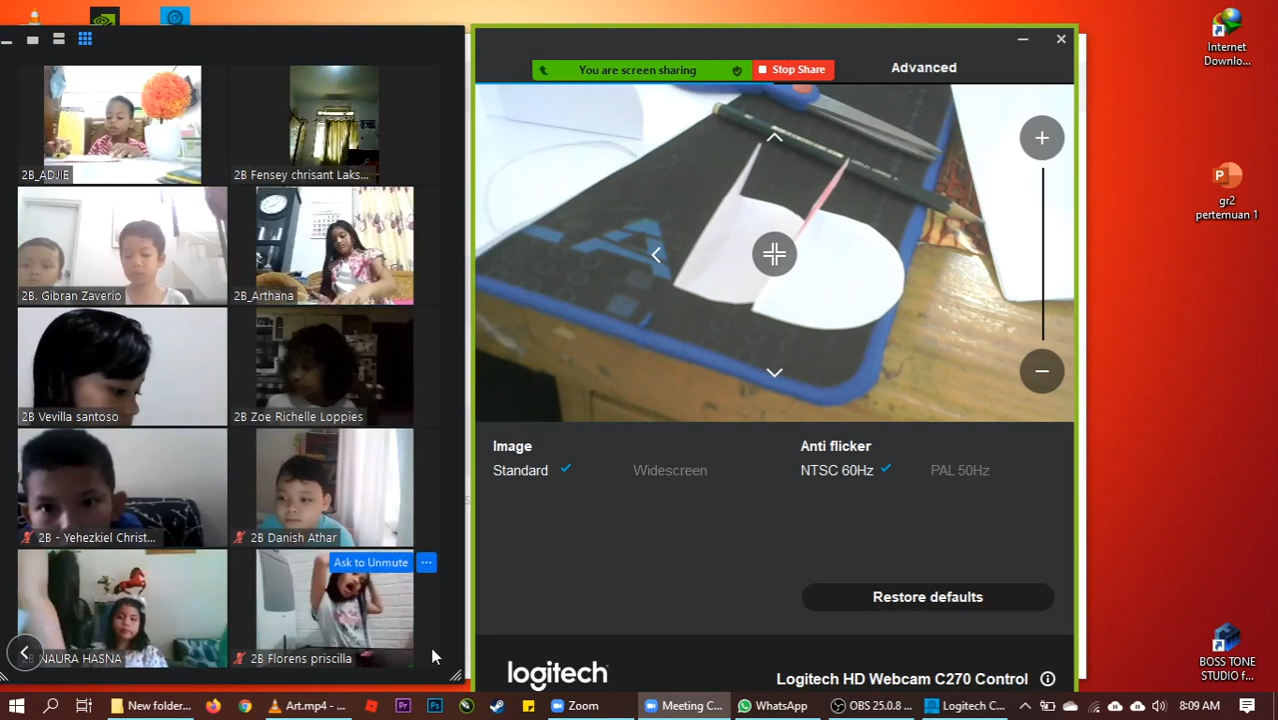 You are screen sharing
Stop Share
Advanced
Internet
Downlo...
gr2
pertemuan 1
2B_ADJIE
2B Fensey chrisant Laks...
2B. Gibran Zaverio
2B_Arthana
2B Vevilla santoso
2B Zoe Richelle Loppies
2B - Yehezkiel Christ...
2B Danish Athar
Ask to Unmute
2B NAURA HASNA
2B Florens priscilla
Image
Standard
Widescreen
Anti flicker
NTSC 60Hz
PAL 50Hz
Restore defaults
logitech
Logitech HD Webcam C270 Control
BOSS TONE
STUDIO f...
New folder...
Art.mp4 - ...
Zoom
Meeting C...
WhatsApp
OBS 25.0.8 ...
Logitech C...
8:09 AM